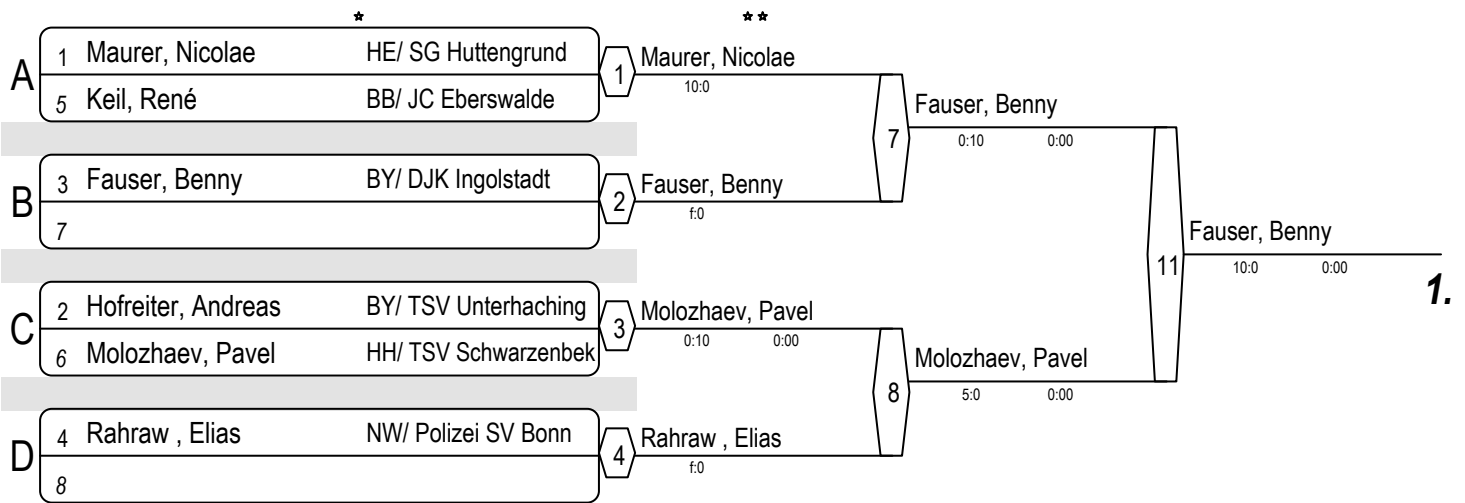 * **
A
1 Maurer, Nicolae HE/ SG Huttengrund
5 Keil, René BB/ JC Eberswalde
1
Maurer, Nicolae
10:0
B
3 Fauser, Benny BY/ DJK Ingolstadt
7
2
Fauser, Benny
f:0
7
Fauser, Benny
0:10 0:00
C
2 Hofreiter, Andreas BY/ TSV Unterhaching
6 Molozhaev, Pavel HH/ TSV Schwarzenbek
3
Molozhaev, Pavel
0:10 0:00
D
4 Rahraw , Elias NW/ Polizei SV Bonn
8
4
Rahraw , Elias
f:0
8
Molozhaev, Pavel
5:0 0:00
11
Fauser, Benny
10:0 0:00
1.